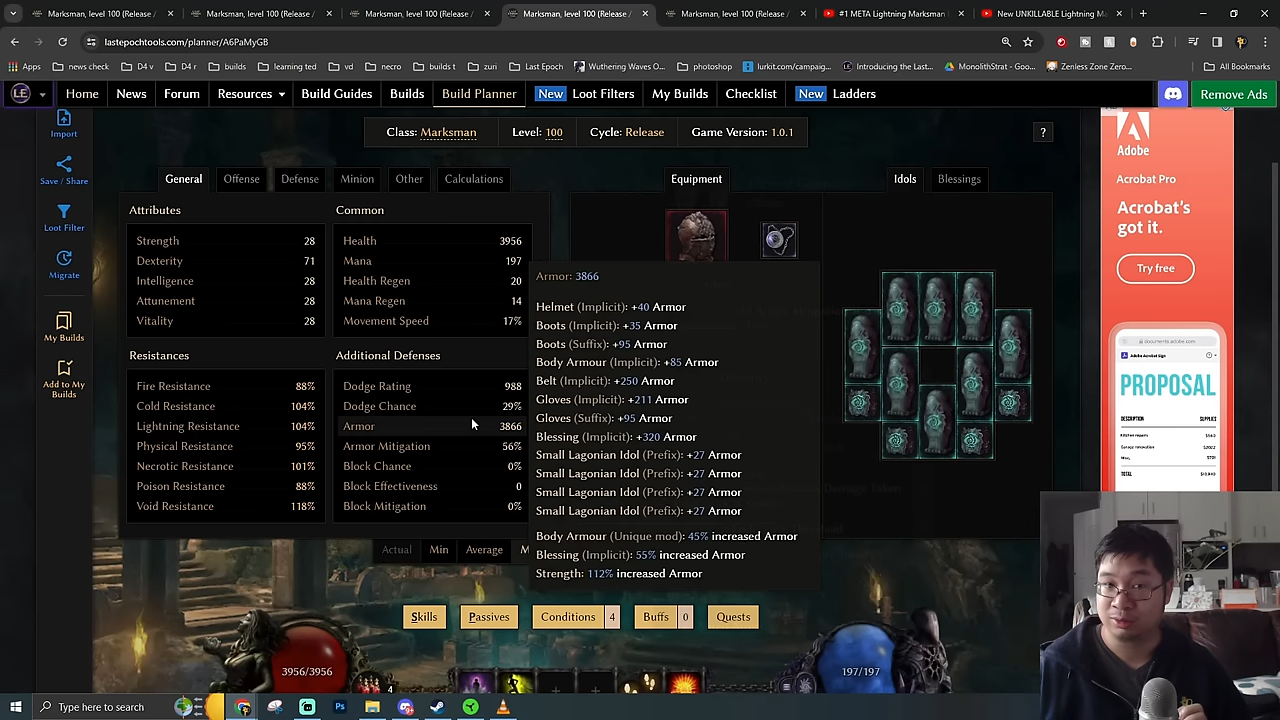 Marksman, level 100 (Release /
Marksman, level 100 (Release /
Marksman, level 100 (Release /
Marksman, level 100 (Release /
Marksman, level 100 (Release /
#1 META Lightning Marksman
New UNKILLABLE Lightning Ma
lastepochtools.com/planner/A6PaMyGB
Apps
news check
D4 v
D4 r
builds
learning ted
vd
necro
builds t
zuri
Last Epoch
Wuthering Waves O...
photoshop
lurkit.com/campaig...
Introducing the Last...
MonolithStrat - Goo...
Zenless Zone Zero...
All Bookmarks
LE
Home
News
Forum
Resources
Build Guides
Builds
Build Planner
New
Loot Filters
My Builds
Checklist
New
Ladders
Remove Ads
Import
Save / Share
Loot Filter
Migrate
My Builds
Add to My
Builds
Class: Marksman
Level: 100
Cycle: Release
Game Version: 1.0.1
?
General
Offense
Defense
Minion
Other
Calculations
Equipment
Idols
Blessings
Attributes
Strength 28
Dexterity 71
Intelligence 28
Attunement 28
Vitality 28
Common
Health 3956
Mana 197
Health Regen 20
Mana Regen 14
Movement Speed 17%
Resistances
Fire Resistance 88%
Cold Resistance 104%
Lightning Resistance 104%
Physical Resistance 95%
Necrotic Resistance 101%
Poison Resistance 88%
Void Resistance 118%
Additional Defenses
Dodge Rating 988
Dodge Chance 29%
Armor 3866
Armor Mitigation
Block Chance 0%
Block Effectiveness 0
Block Mitigation 0%
Armor: 3866
Helmet (Implicit): +40 Armor
Boots (Implicit): +35 Armor
Boots (Suffix): +95 Armor
Body Armour (Implicit): +85 Armor
Belt (Implicit): +250 Armor
Gloves (Implicit): +211 Armor
Gloves (Suffix): +95 Armor
Blessing (Implicit): +320 Armor
Small Lagonian Idol (Prefix): +27 Armor
Small Lagonian Idol (Prefix): +27 Armor
Small Lagonian Idol (Prefix): +27 Armor
Small Lagonian Idol (Prefix): +27 Armor
Body Armour (Unique mod): 45% increased Armor
Blessing (Implicit): 55% increased Armor
Strength: 112% increased Armor
Actual
Min
Average
Skills
Passives
Conditions 4
Buffs 0
Quests
3956/3956
197/197
4
Adobe
Acrobat Pro
Acrobat's
got it.
Try free
Adobe Acrobat Sign
PROPOSAL
DESCRIPTION
TOTAL
Type here to search